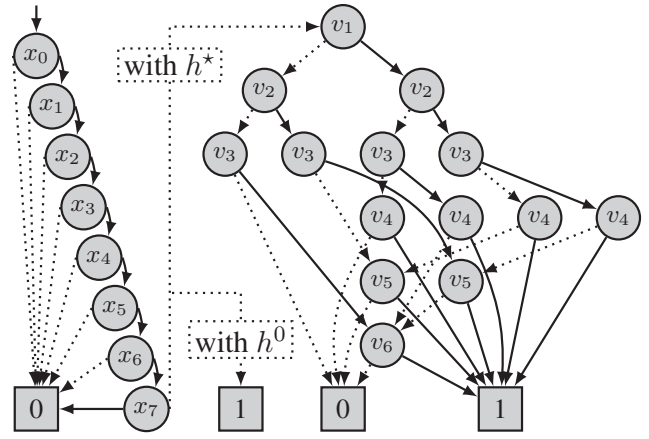 v₁
x₀
with h⋆
x₁
v₂ v₂
x₂ v₃ v₃ v₃ v₃
x₃ v₄ v₄ v₄ v₄
x₄ v₅ v₅
x₅
with h⁰ v₆
x₆
0 x₇ 1 0 1